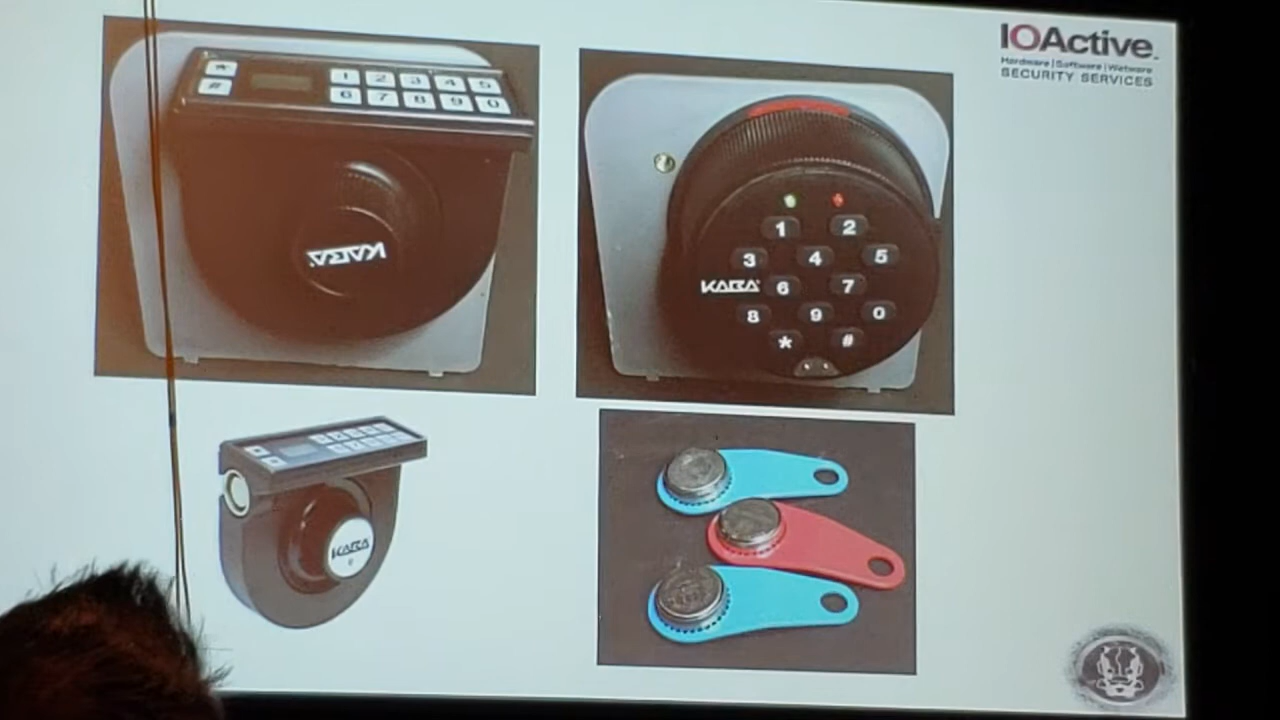 IOActive
Hardware | Software | Wetware
SECURITY SERVICES
* 1 2 3 4 5
# 6 7 8 9 0
KABA
1 2
3 4 5
KABA 6 7
8 9 0
* #
KABA